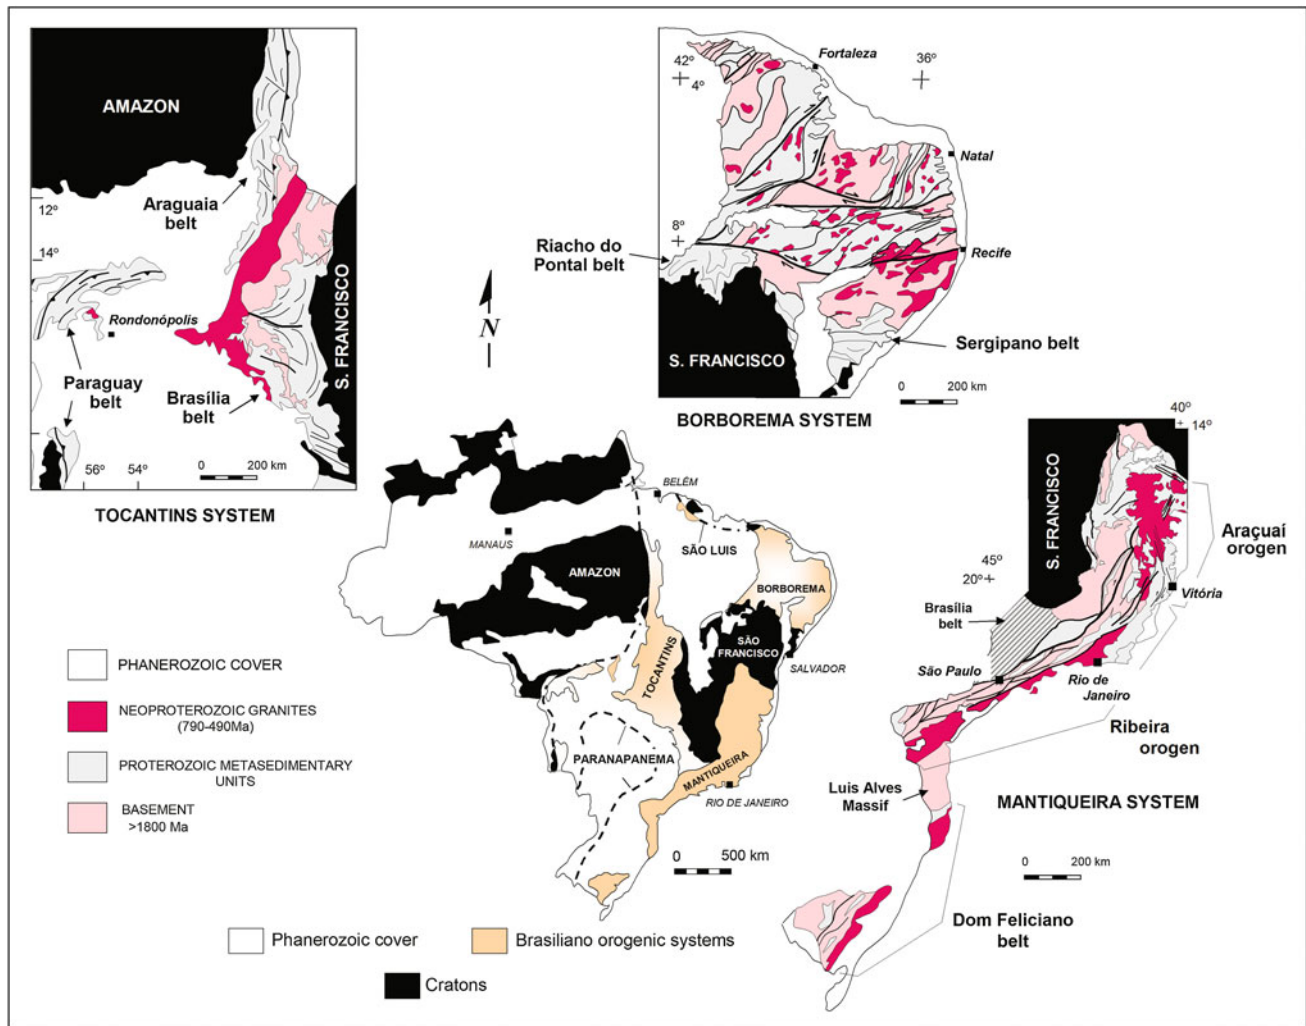 AMAZON
Araguaia
belt
12º
14º
Rondonópolis
Paraguay
belt
Brasília
belt
S. FRANCISCO
56º
54º
0
200 km
TOCANTINS SYSTEM
N
42º
4º
Fortaleza
36º
Natal
8º
Riacho do
Pontal belt
Recife
S. FRANCISCO
Sergipano belt
0
200 km
BORBOREMA SYSTEM
40º
14º
S. FRANCISCO
Araçuaí
orogen
45º
20º
Vitória
Brasília
belt
São Paulo
Rio de
Janeiro
Ribeira
orogen
Luis Alves
Massif
MANTIQUEIRA SYSTEM
0
200 km
Dom Feliciano
belt
BELÉM
MANAUS
SÃO LUIS
AMAZON
BORBOREMA
SÃO
FRANCISCO
SALVADOR
TOCANTINS
PARANAPANEMA
MANTIQUEIRA
RIO DE JANEIRO
0
500 km
PHANEROZOIC COVER
NEOPROTEROZOIC GRANITES
(790-490Ma)
PROTEROZOIC METASEDIMENTARY
UNITS
BASEMENT
>1800 Ma
Phanerozoic cover
Brasiliano orogenic systems
Cratons